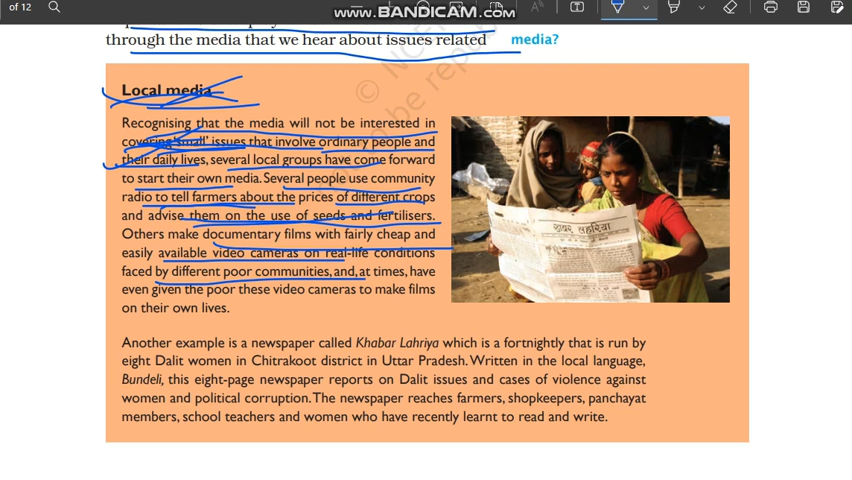 of 12
www.BANDICAM.com
through the media that we hear about issues related
media?
Local media
Recognising that the media will not be interested in
covering 'small' issues that involve ordinary people and
their daily lives, several local groups have come forward
to start their own media. Several people use community
radio to tell farmers about the prices of different crops
and advise them on the use of seeds and fertilisers.
Others make documentary films with fairly cheap and
easily available video cameras on real-life conditions
faced by different poor communities, and, at times, have
even given the poor these video cameras to make films
on their own lives.
खबर लहरिया
Another example is a newspaper called Khabar Lahriya which is a fortnightly that is run by
eight Dalit women in Chitrakoot district in Uttar Pradesh. Written in the local language,
Bundeli, this eight-page newspaper reports on Dalit issues and cases of violence against
women and political corruption. The newspaper reaches farmers, shopkeepers, panchayat
members, school teachers and women who have recently learnt to read and write.